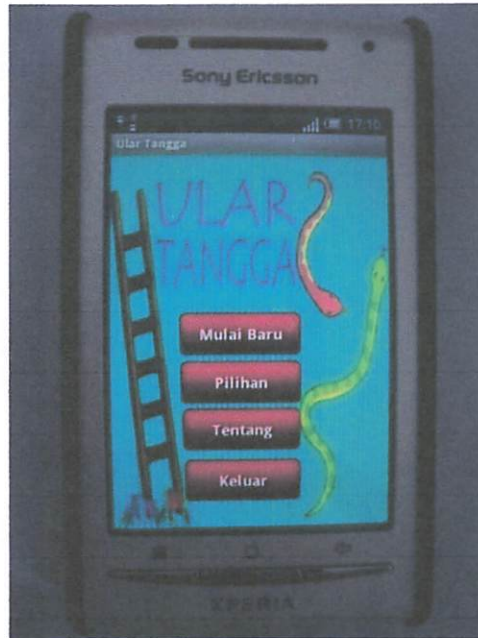 Sony Ericsson
17:10
Ular Tangga
ULAR
TANGGA
Mulai Baru
Pilihan
Tentang
Keluar
XPERIA